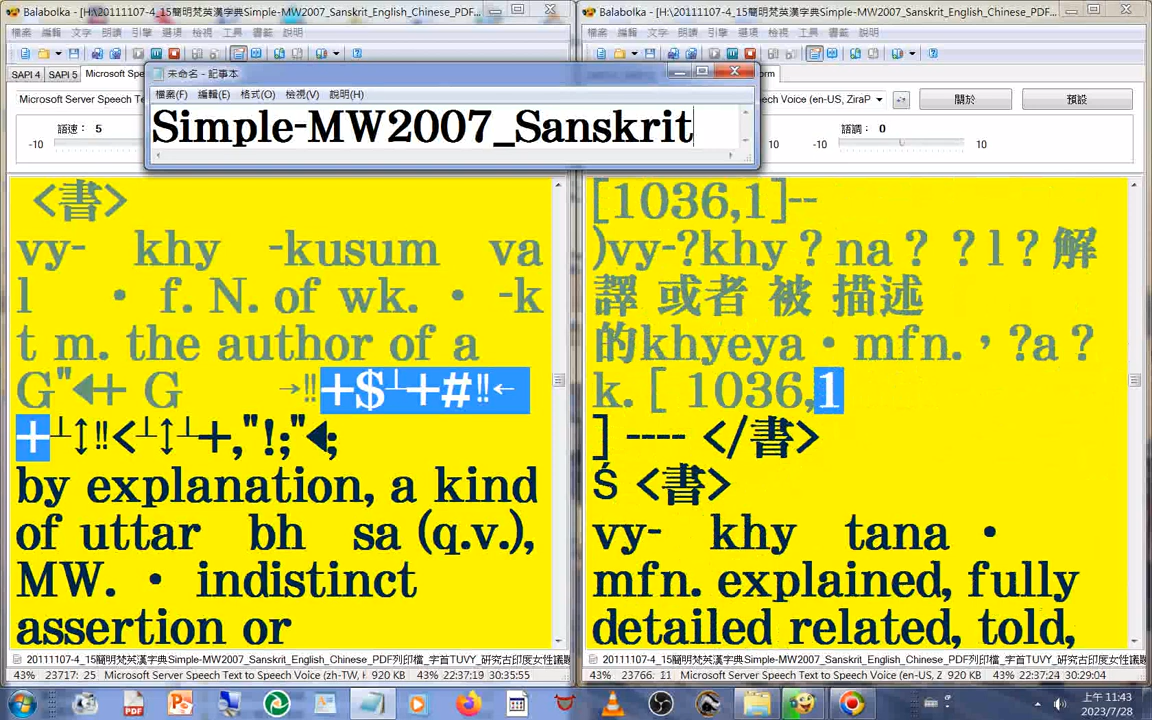 Balabolka - [H:\20111107-4_15簡明梵英漢字典Simple-MW2007_Sanskrit_English_Chinese_PDF...
檔案 編輯 文字 朗讀 引擎 選項 檢視 工具 書籤 說明
SAPI 4 SAPI 5 Microsoft Spee
Microsoft Server Speech Text
語速： 5
-10
未命名 - 記事本
檔案(F) 編輯(E) 格式(O) 檢視(V) 說明(H)
Simple-MW2007_Sanskrit
<書>
vy- khy -kusum va
l • f. N. of wk. • -k
t m. the author of a
G"◄+ G →‼+$┴+#‼←
+┴↕‼<┴↕┴+,"!;"◄;
by explanation, a kind
of uttar bh sa (q.v.),
MW. • indistinct
assertion or
20111107-4_15簡明梵英漢字典Simple-MW2007_Sanskrit_English_Chinese_PDF列印檔_字首TUVY_研究古印度女性議題
43% 23717: 25 Microsoft Server Speech Text to Speech Voice (zh-TW, 920 KB 22:37:19 30:35:55
Balabolka - [H:\20111107-4_15簡明梵英漢字典Simple-MW2007_Sanskrit_English_Chinese_PDF...
檔案 編輯 文字 朗讀 引擎 選項 檢視 工具 書籤 說明
orm
ech Voice (en-US, ZiraP 關於 預設
10 語調： 0
-10 10
[1036,1]--
)vy-?khy？na？ ？l？解
譯 或者 被 描述
的khyeya•mfn.，?a？
k. [ 1036,1
] ---- </書>
Ś <書>
vy- khy tana •
mfn. explained, fully
detailed related, told,
20111107-4_15簡明梵英漢字典Simple-MW2007_Sanskrit_English_Chinese_PDF列印檔_字首TUVY_研究古印度女性議題
43% 23766: 11 Microsoft Server Speech Text to Speech Voice (en-US, Z 920 KB 22:37:24 30:29:04
上午 11:43
2023/7/28